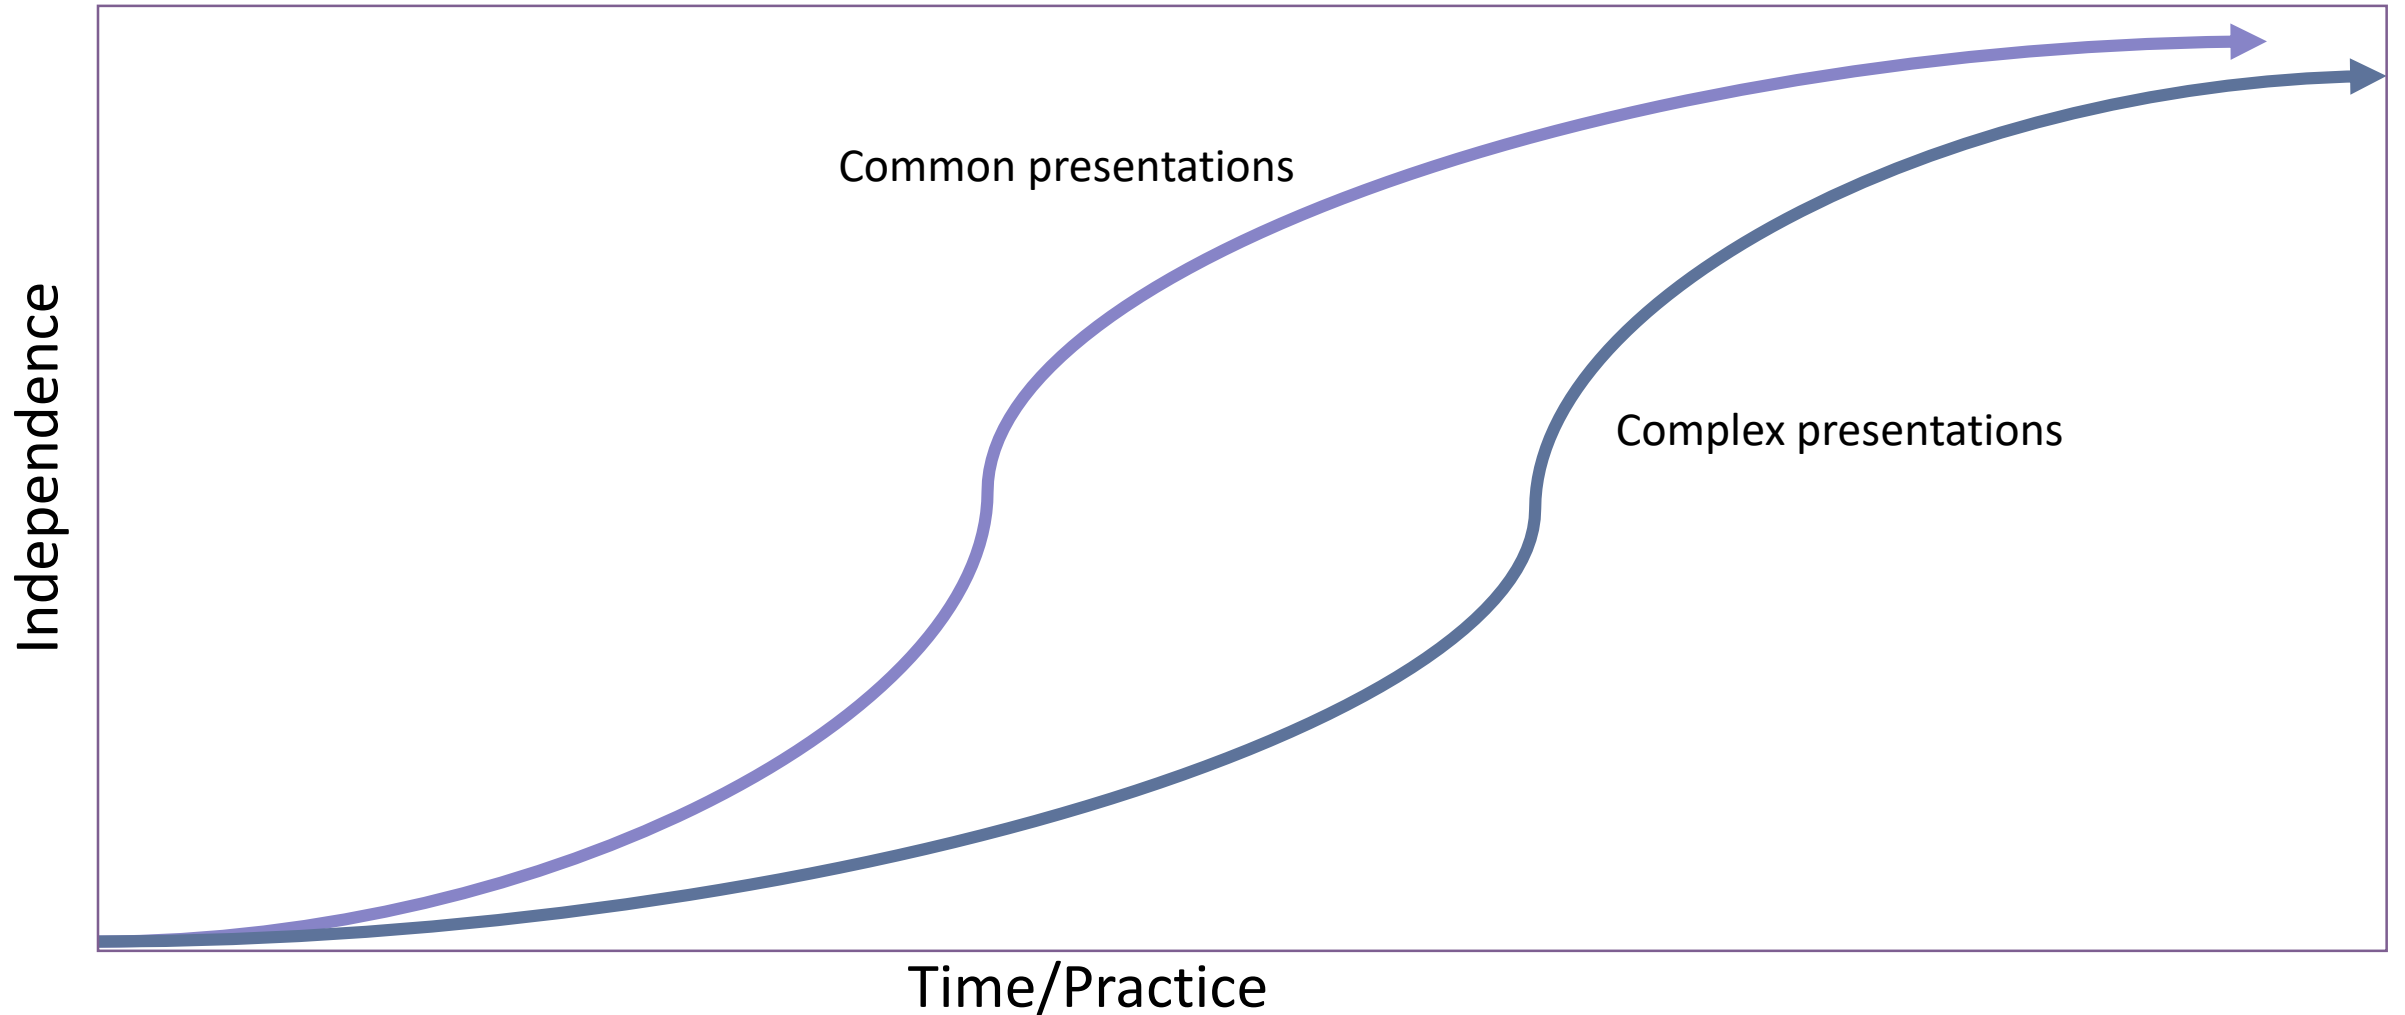 Common presentations
Complex presentations
Independence
Time/Practice